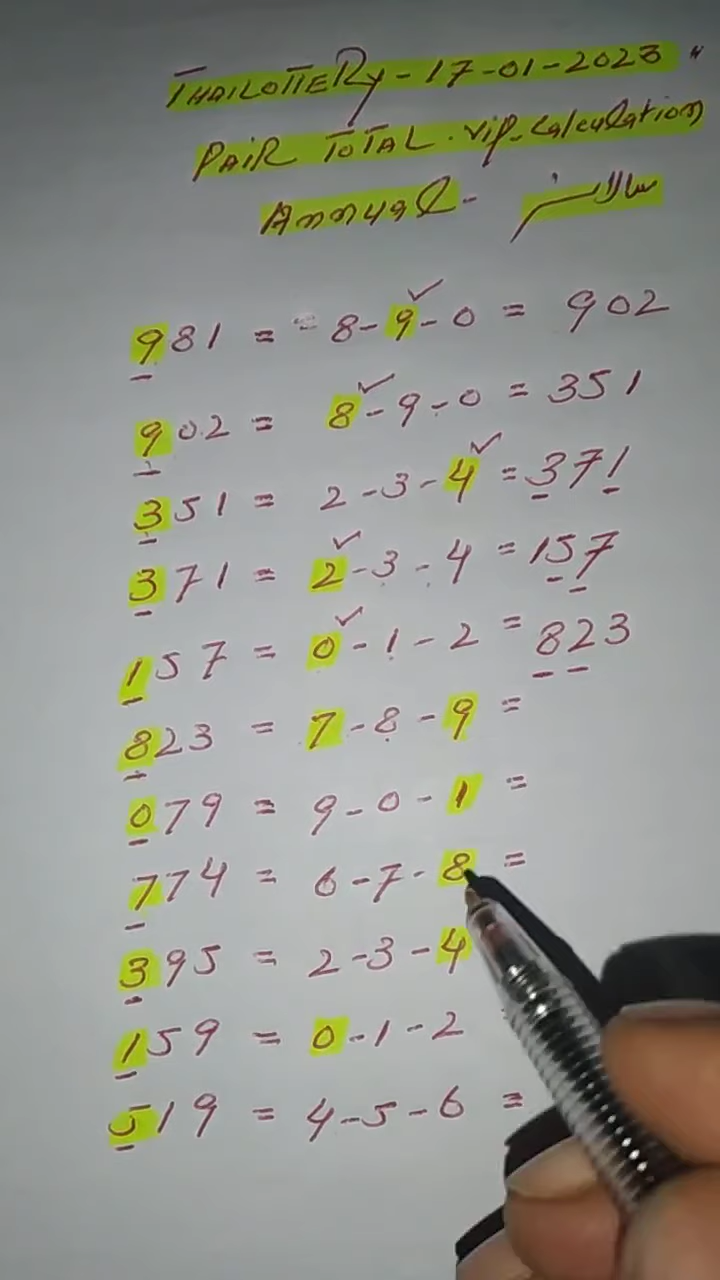 THAILOTTERY-17-01-2023 "
PAIR TOTAL. vip. calculation
Annual- سالانہ
981 = = 8-9-0 = 902
902 = 8-9-0 = 351
351 = 2-3-4 = 371
371 = 2-3-4 = 157
157 = 0-1-2 = 823
823 = 7-8-9 =
079 = 9-0-1 =
774 = 6-7-8 =
395 = 2-3-4
159 = 0-1-2
519 = 4-5-6 =